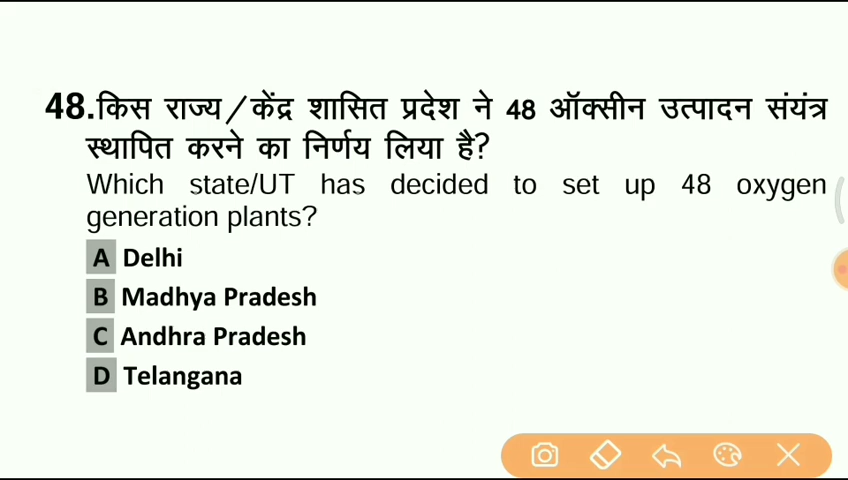 48.किस राज्य/केंद्र शासित प्रदेश ने 48 ऑक्सीन उत्पादन संयंत्र
स्थापित करने का निर्णय लिया है?
Which state/UT has decided to set up 48 oxygen
generation plants?
A Delhi
B Madhya Pradesh
C Andhra Pradesh
D Telangana